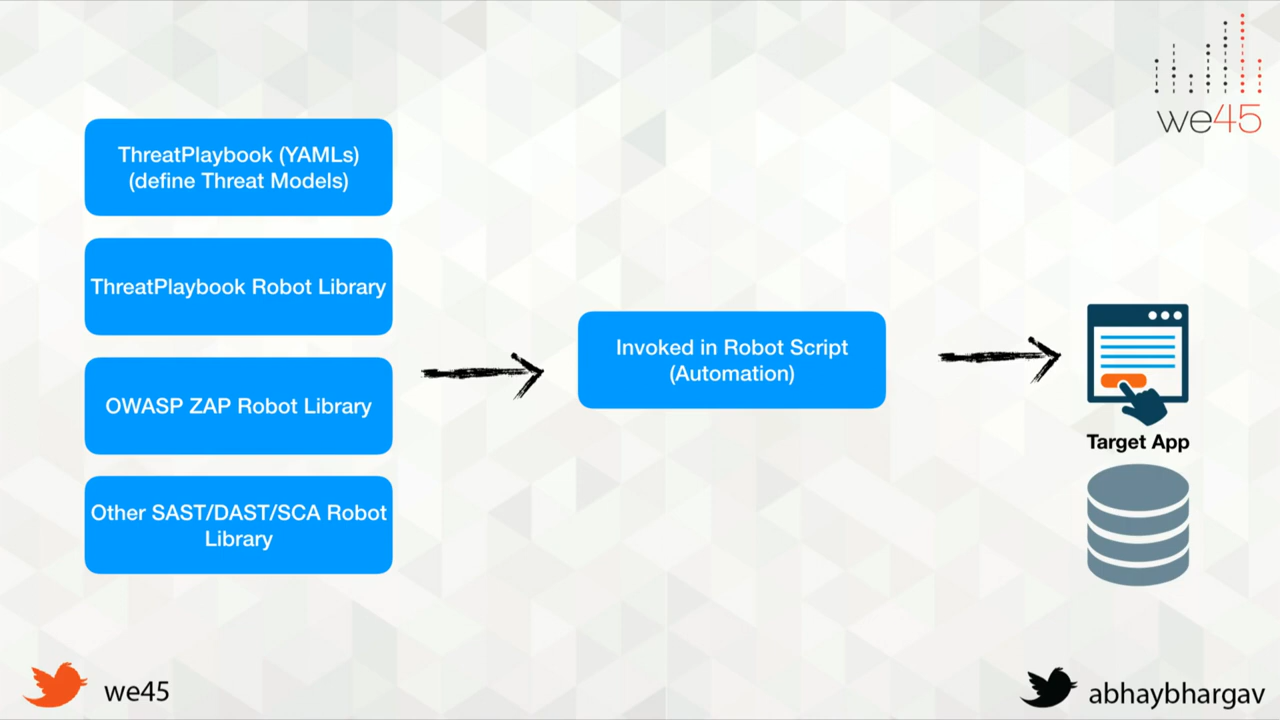 we45
ThreatPlaybook (YAMLs)
(define Threat Models)
ThreatPlaybook Robot Library
OWASP ZAP Robot Library
Other SAST/DAST/SCA Robot
Library
Invoked in Robot Script
(Automation)
Target App
we45
abhaybhargav